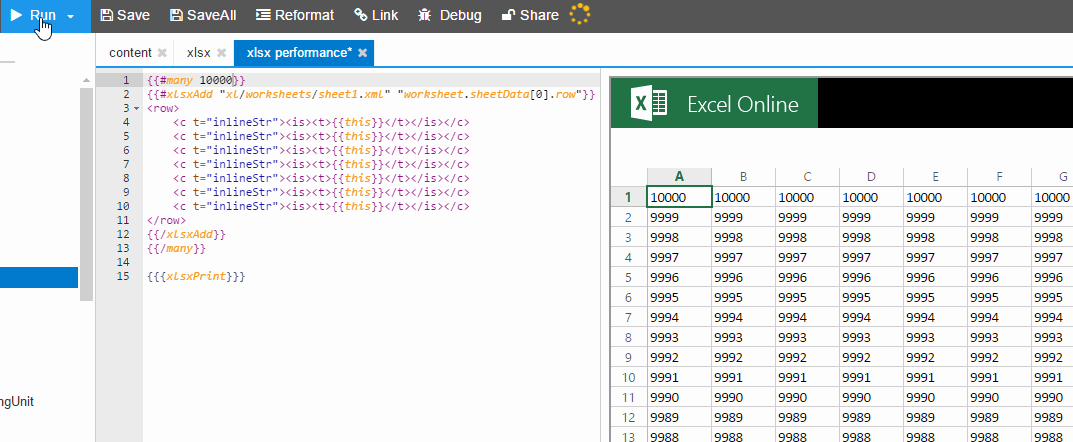 Run Save SaveAll Reformat Link Debug Share
content xlsx xlsx performance*
1 {{#many 10000}}
2 {{#xlsxAdd "xl/worksheets/sheet1.xml" "worksheet.sheetData[0].row"}}
3 <row>
4 <c t="inlineStr"><is><t>{{this}}</t></is></c>
5 <c t="inlineStr"><is><t>{{this}}</t></is></c>
6 <c t="inlineStr"><is><t>{{this}}</t></is></c>
7 <c t="inlineStr"><is><t>{{this}}</t></is></c>
8 <c t="inlineStr"><is><t>{{this}}</t></is></c>
9 <c t="inlineStr"><is><t>{{this}}</t></is></c>
10 <c t="inlineStr"><is><t>{{this}}</t></is></c>
11 </row>
12 {{/xlsxAdd}}
13 {{/many}}
14
15 {{{xlsxPrint}}}
ngUnit
X Excel Online
A B C D E F G
1 10000 10000 10000 10000 10000 10000 10000
2 9999 9999 9999 9999 9999 9999 9999
3 9998 9998 9998 9998 9998 9998 9998
4 9997 9997 9997 9997 9997 9997 9997
5 9996 9996 9996 9996 9996 9996 9996
6 9995 9995 9995 9995 9995 9995 9995
7 9994 9994 9994 9994 9994 9994 9994
8 9993 9993 9993 9993 9993 9993 9993
9 9992 9992 9992 9992 9992 9992 9992
10 9991 9991 9991 9991 9991 9991 9991
11 9990 9990 9990 9990 9990 9990 9990
12 9989 9989 9989 9989 9989 9989 9989
13 9988 9988 9988 9988 9988 9988 9988